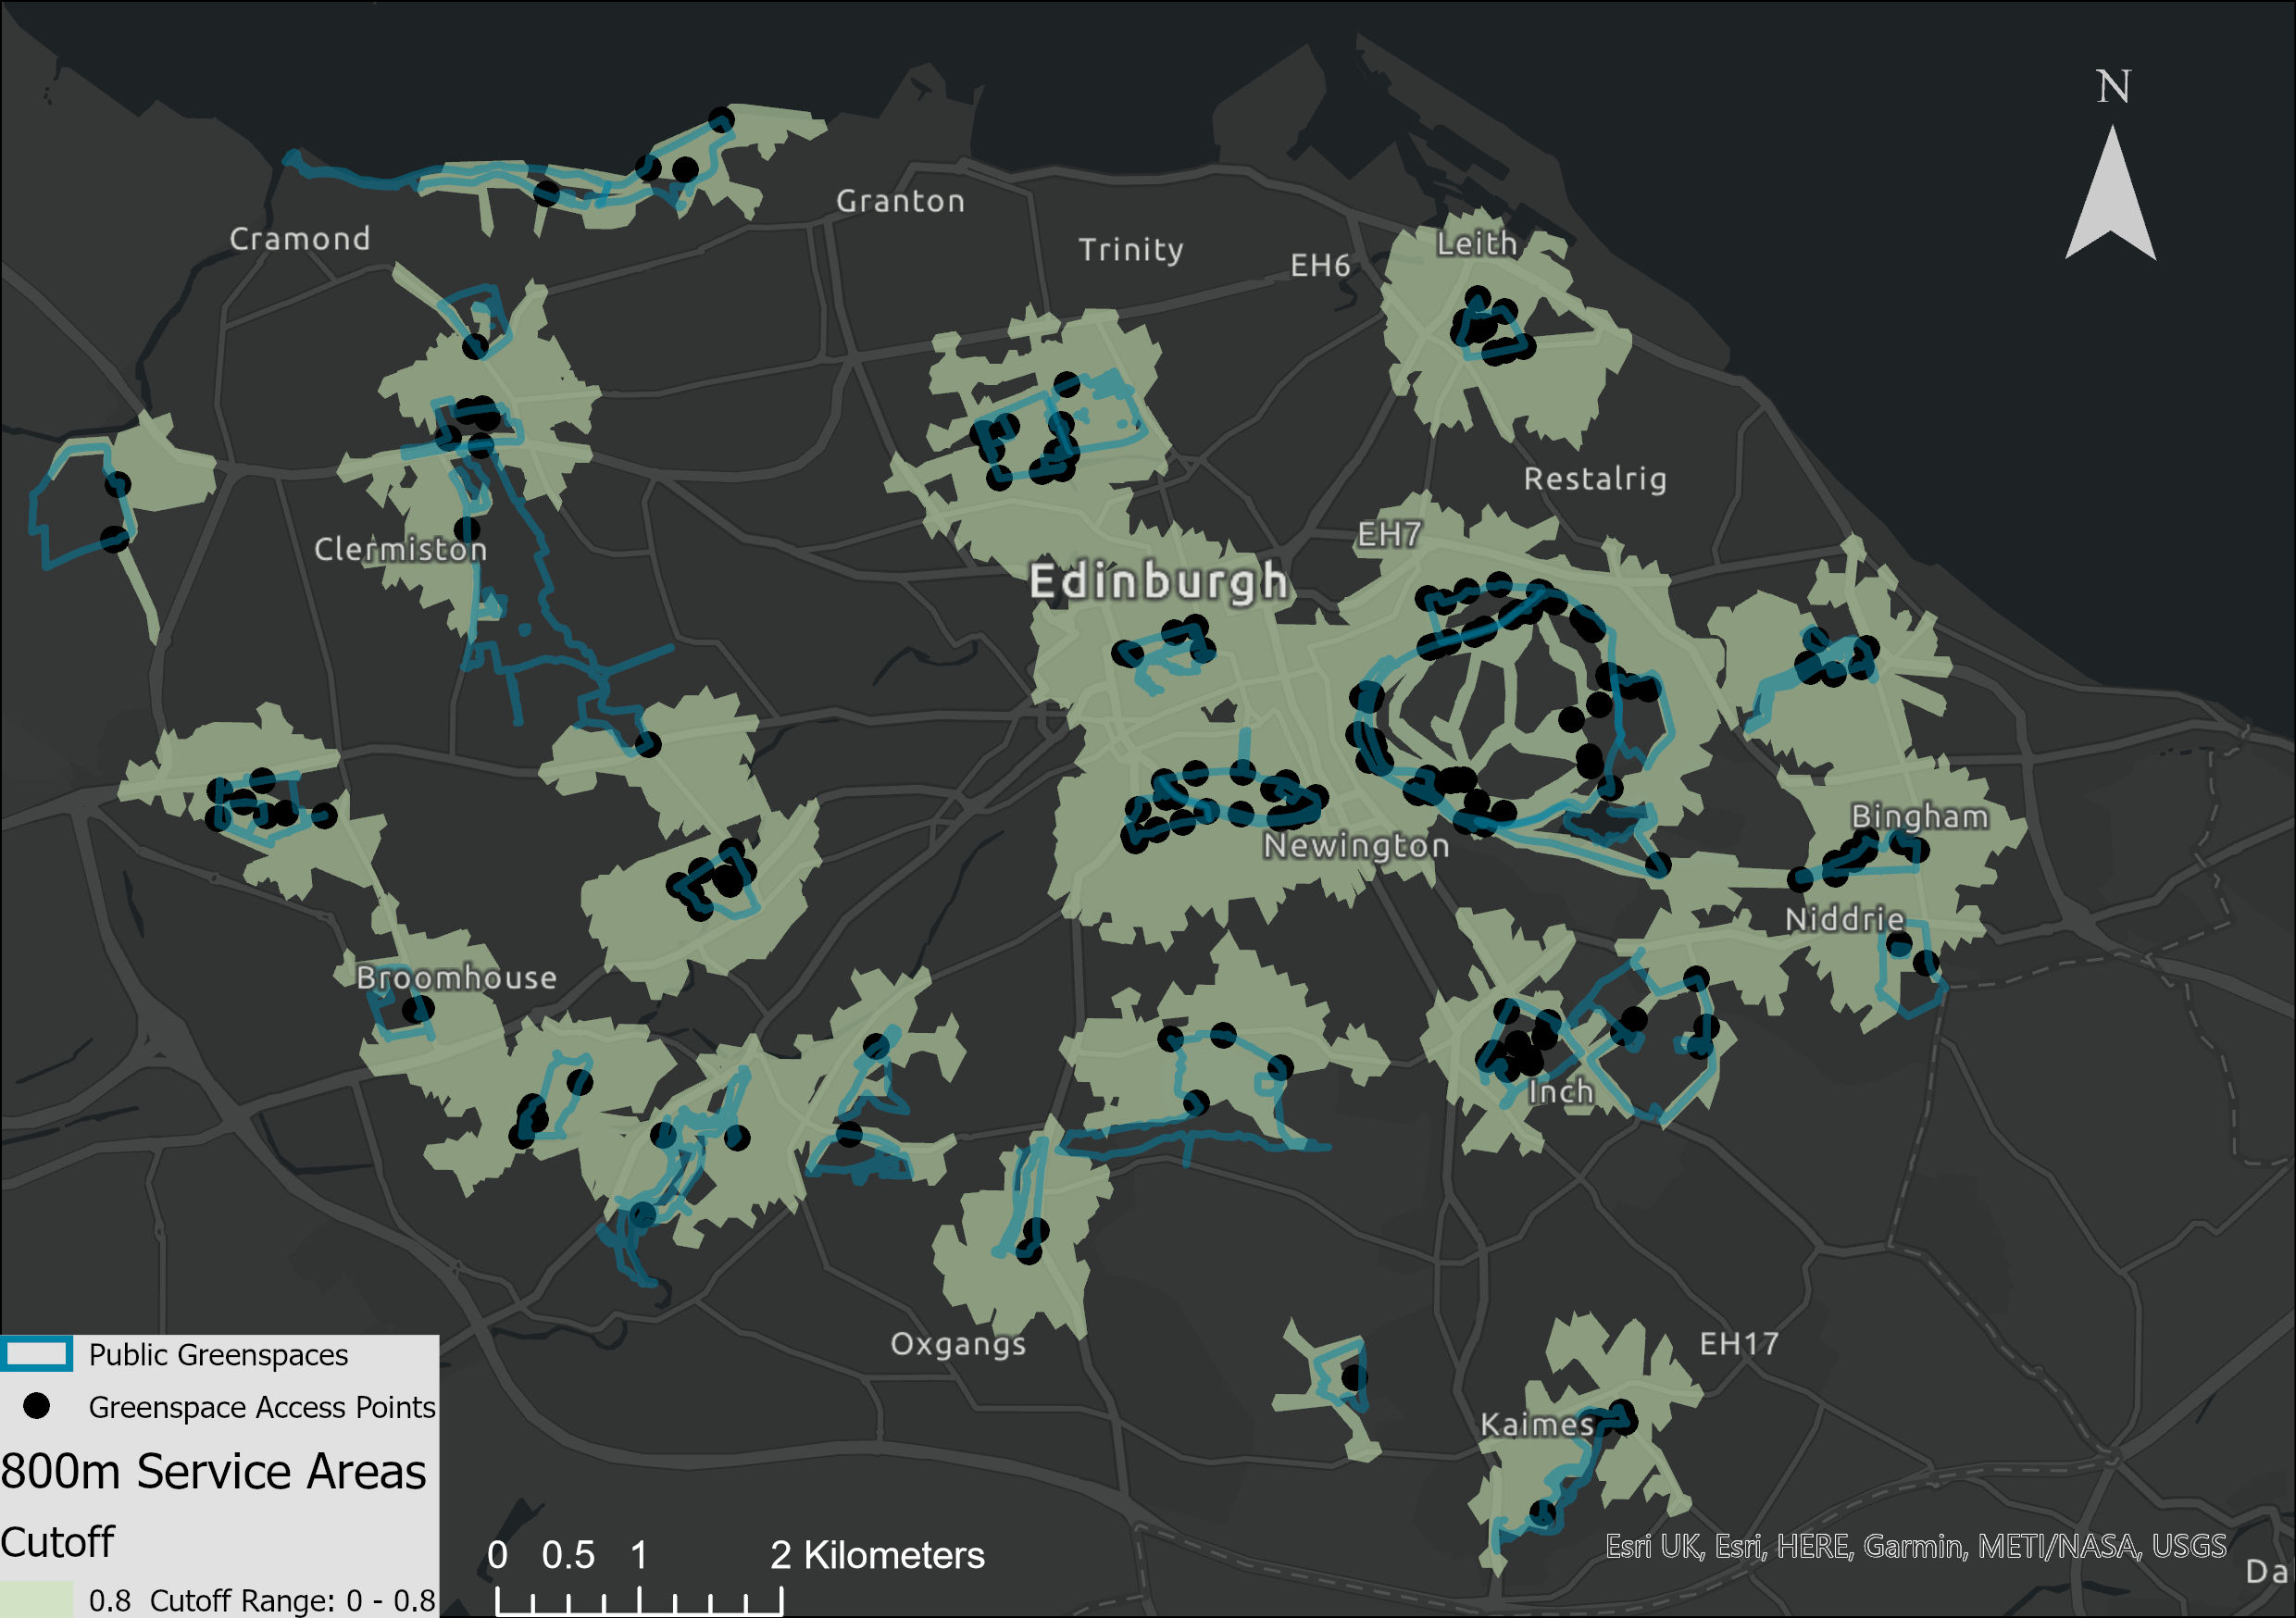 N
Granton
Cramond
Trinity
Leith
EH6
Restalrig
EH7
Clermiston
Edinburgh
Bingham
Newington
Niddrie
Broomhouse
Inch
Oxgangs
EH17
Kaimes
Public Greenspaces
Greenspace Access Points
800m Service Areas
Cutoff
0.8 Cutoff Range: 0 - 0.8
0 0.5 1 2 Kilometers
Esri UK, Esri, HERE, Garmin, METI/NASA, USGS
Da